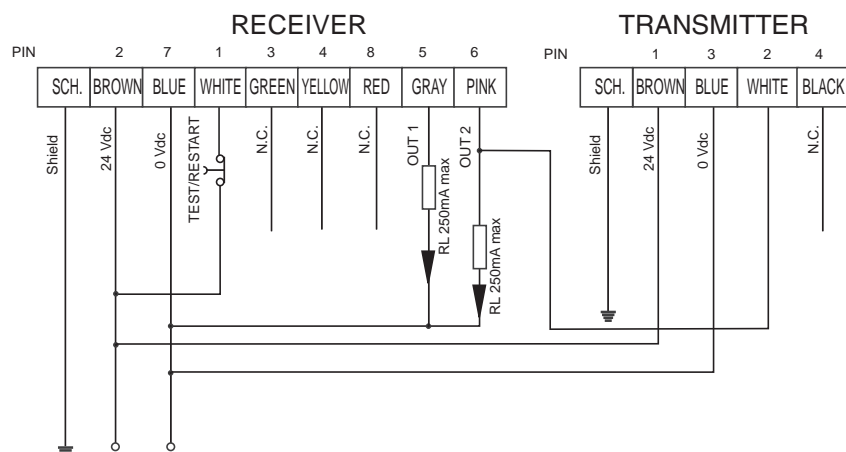 RECEIVER TRANSMITTER
PIN 2 7 1 3 4 8 5 6 PIN 1 3 2 4
SCH. BROWN BLUE WHITE GREEN YELLOW RED GRAY PINK SCH. BROWN BLUE WHITE BLACK
Shield
24 Vdc
0 Vdc
TEST/RESTART
N.C.
N.C.
N.C.
OUT 1
RL 250mA max
OUT 2
RL 250mA max
Shield
24 Vdc
0 Vdc
N.C.